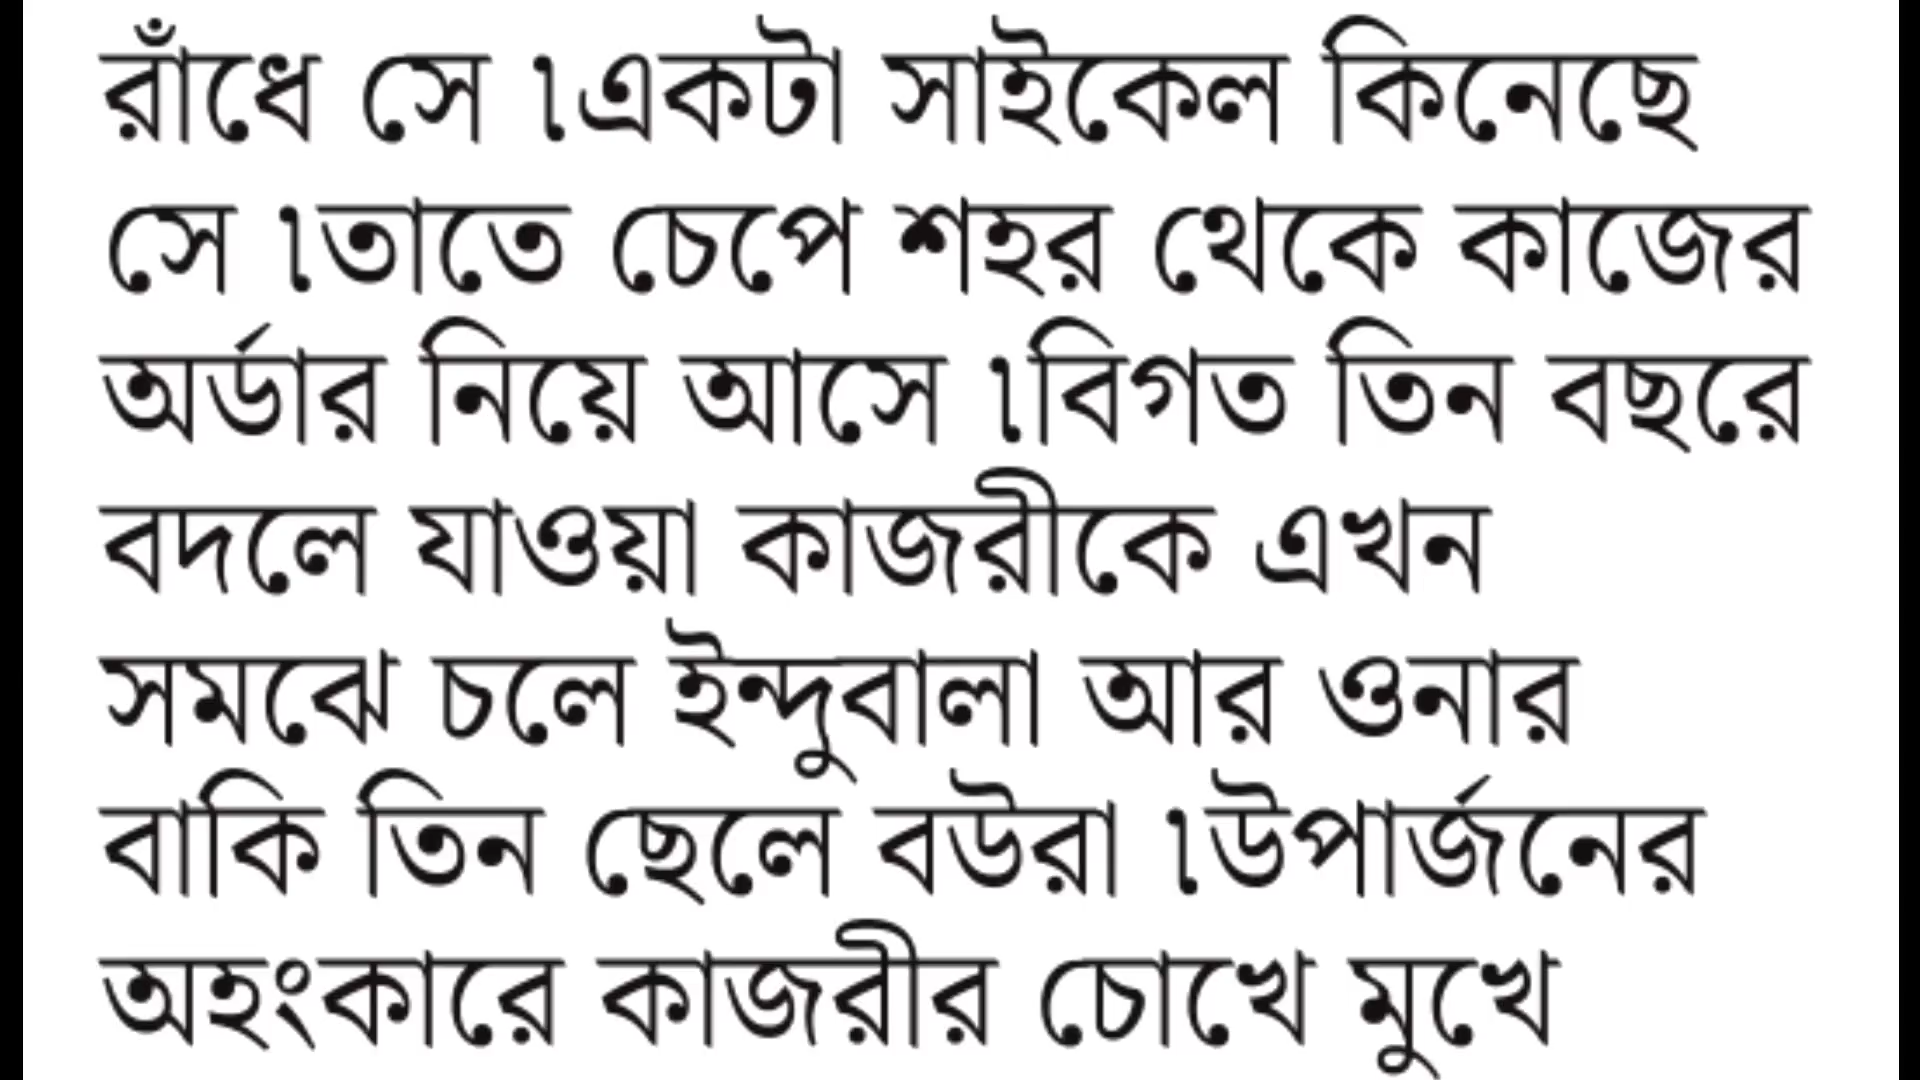 রাঁধে সে ।একটা সাইকেল কিনেছে
সে ।তাতে চেপে শহর থেকে কাজের
অর্ডার নিয়ে আসে ।বিগত তিন বছরে
বদলে যাওয়া কাজরীকে এখন
সমঝে চলে ইন্দুবালা আর ওনার
বাকি তিন ছেলে বউরা ।উপার্জনের
অহংকারে কাজরীর চোখে মুখে